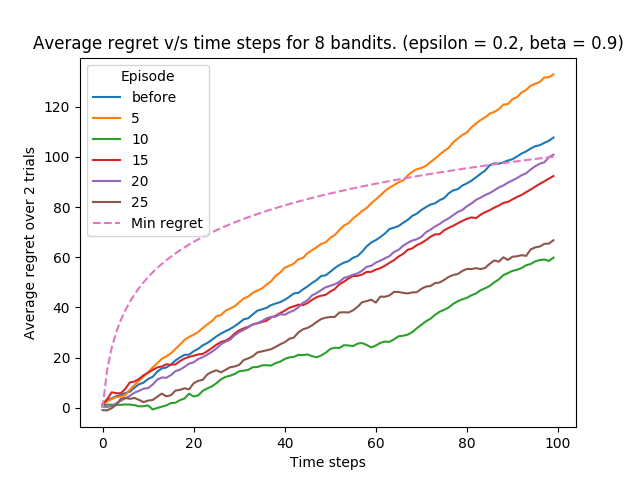 Average regret v/s time steps for 8 bandits. (epsilon = 0.2, beta = 0.9)
Episode
before
5
10
15
20
25
Min regret
Average regret over 2 trials
120
100
80
60
40
20
0
0 20 40 60 80 100
Time steps